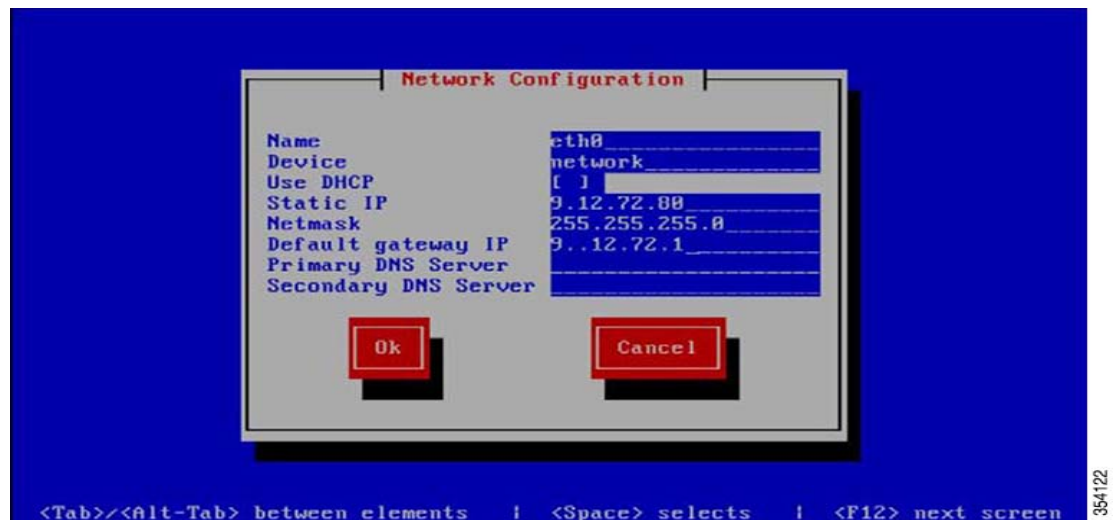 Network Configuration
Name eth0
Device network
Use DHCP [ ]
Static IP 9.12.72.80
Netmask 255.255.255.0
Default gateway IP 9..12.72.1
Primary DNS Server
Secondary DNS Server
Ok Cancel
<Tab>/<Alt-Tab> between elements | <Space> selects | <F12> next screen
354122